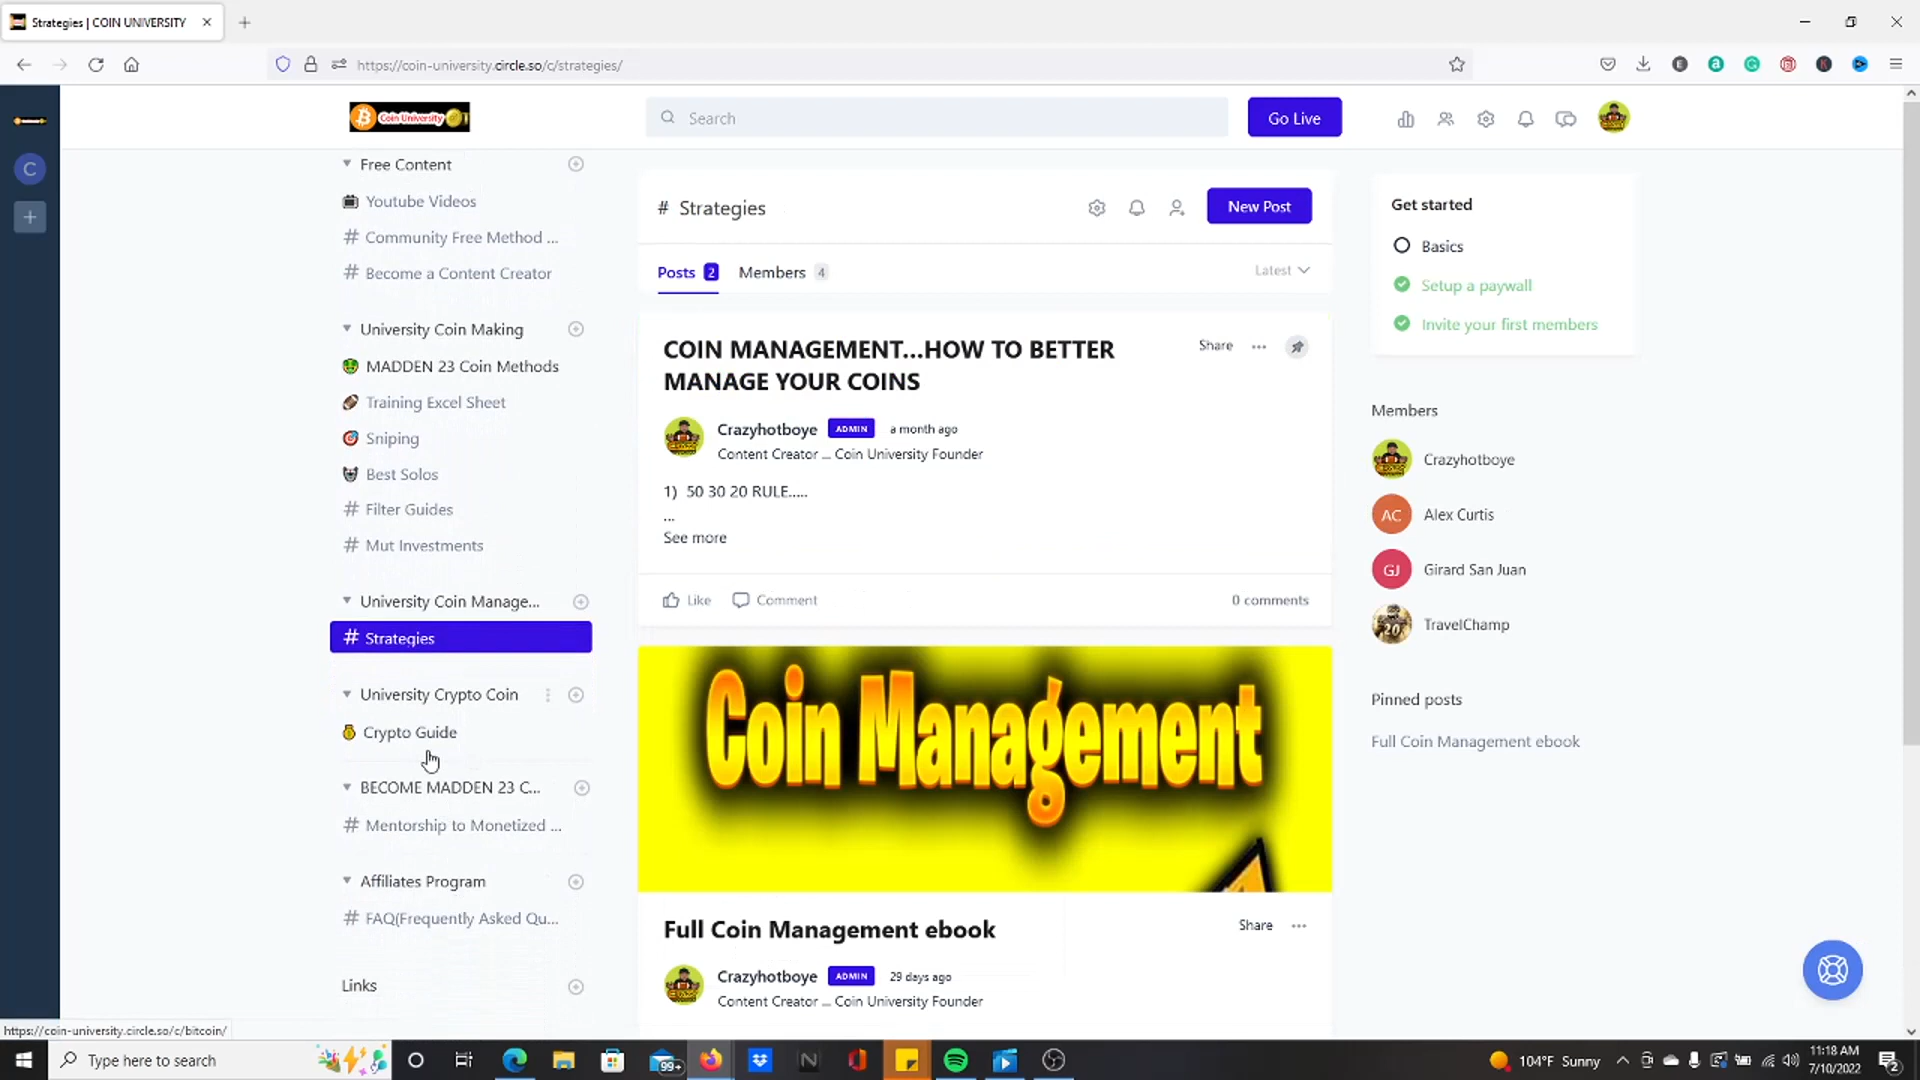 Strategies | COIN UNIVERSITY
https://coin-university.circle.so/c/strategies/
Coin University
Search
Go Live
C
Free Content
Youtube Videos
# Community Free Method ...
# Become a Content Creator
University Coin Making
MADDEN 23 Coin Methods
Training Excel Sheet
Sniping
Best Solos
# Filter Guides
# Mut Investments
University Coin Manage...
# Strategies
University Crypto Coin
Crypto Guide
BECOME MADDEN 23 C...
# Mentorship to Monetized ...
Affiliates Program
# FAQ(Frequently Asked Qu...
Links
# Strategies
New Post
Posts 2 Members 4
Latest
COIN MANAGEMENT...HOW TO BETTER
MANAGE YOUR COINS
Share
Crazyhotboye ADMIN a month ago
Content Creator ... Coin University Founder
1) 50 30 20 RULE.....
...
See more
Like Comment 0 comments
Coin Management
Full Coin Management ebook
Share
Crazyhotboye ADMIN 29 days ago
Content Creator ... Coin University Founder
Get started
Basics
Setup a paywall
Invite your first members
Members
Crazyhotboye
AC Alex Curtis
GJ Girard San Juan
20 TravelChamp
Pinned posts
Full Coin Management ebook
https://coin-university.circle.so/c/bitcoin/
Type here to search
99+
104°F Sunny
11:18 AM
7/10/2022
2